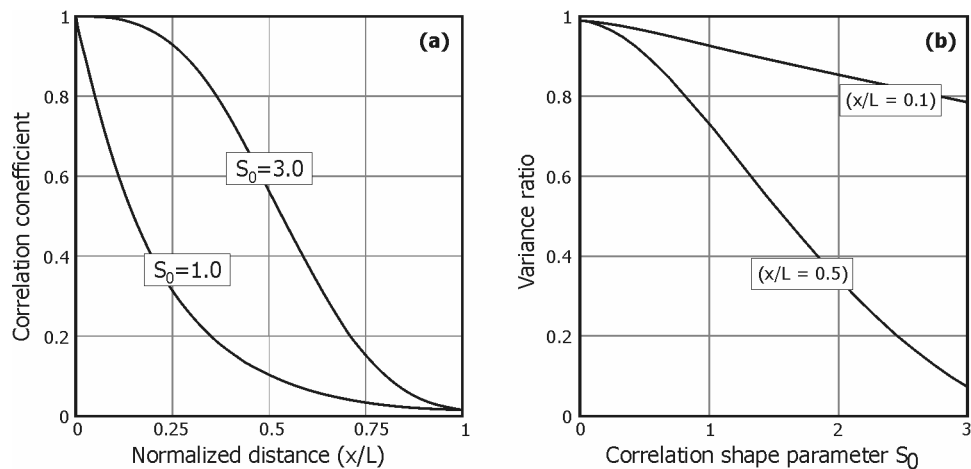 (a)
Correlation conefficient
1
0.8
0.6
0.4
0.2
0
S0=3.0
S0=1.0
0 0.25 0.5 0.75 1
Normalized distance (x/L)
(b)
Variance ratio
1
0.8
0.6
0.4
0.2
0
(x/L = 0.1)
(x/L = 0.5)
0 1 2 3
Correlation shape parameter S0